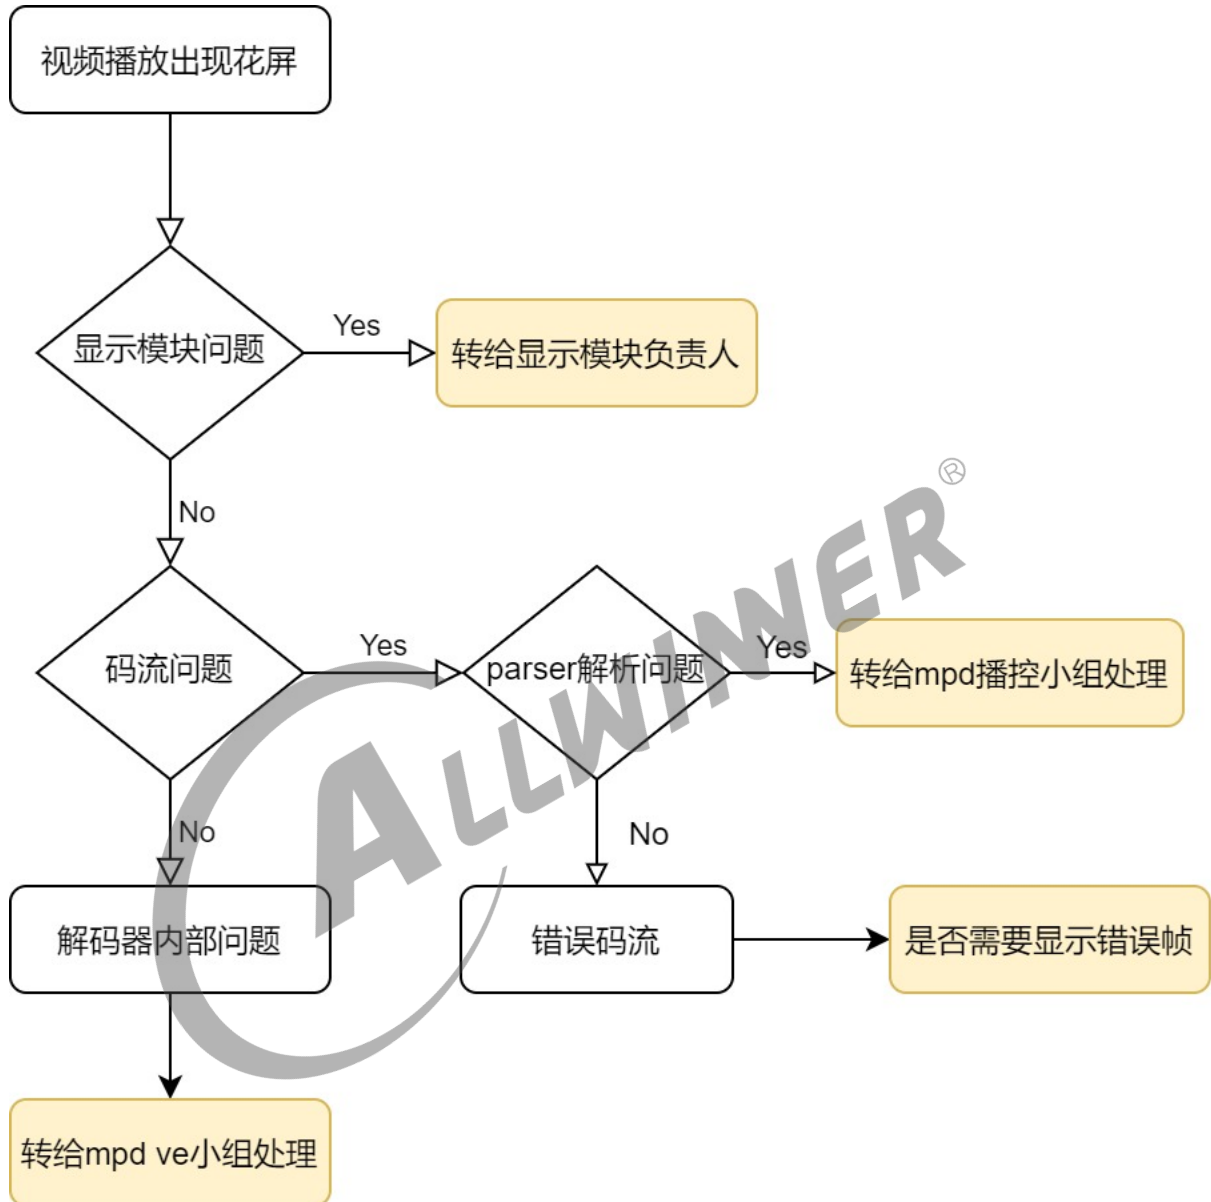 视频播放出现花屏
显示模块问题
Yes
转给显示模块负责人
No
码流问题
Yes
parser解析问题
Yes
转给mpd播控小组处理
No
No
解码器内部问题
错误码流
是否需要显示错误帧
转给mpd ve小组处理
ALLWINNER®